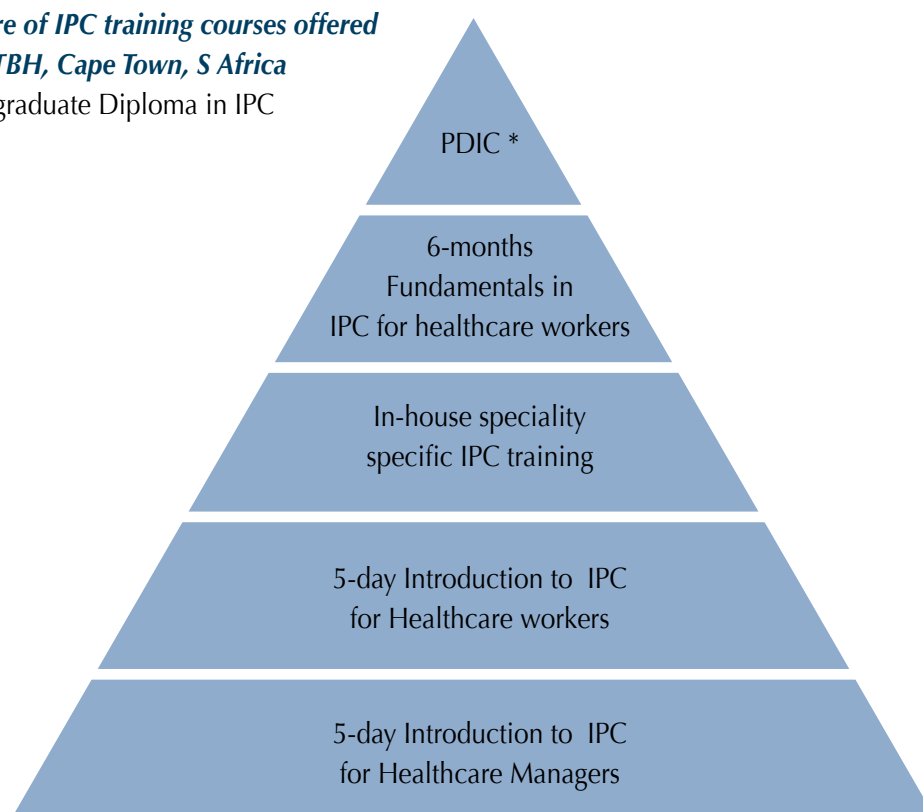 of IPC training courses offered
TBH, Cape Town, S Africa
Diploma in IPC
PDIC *
6-months
Fundamentals in
IPC for healthcare workers
In-house speciality
specific IPC training
5-day Introduction to IPC
for Healthcare workers
5-day Introduction to IPC
for Healthcare Managers